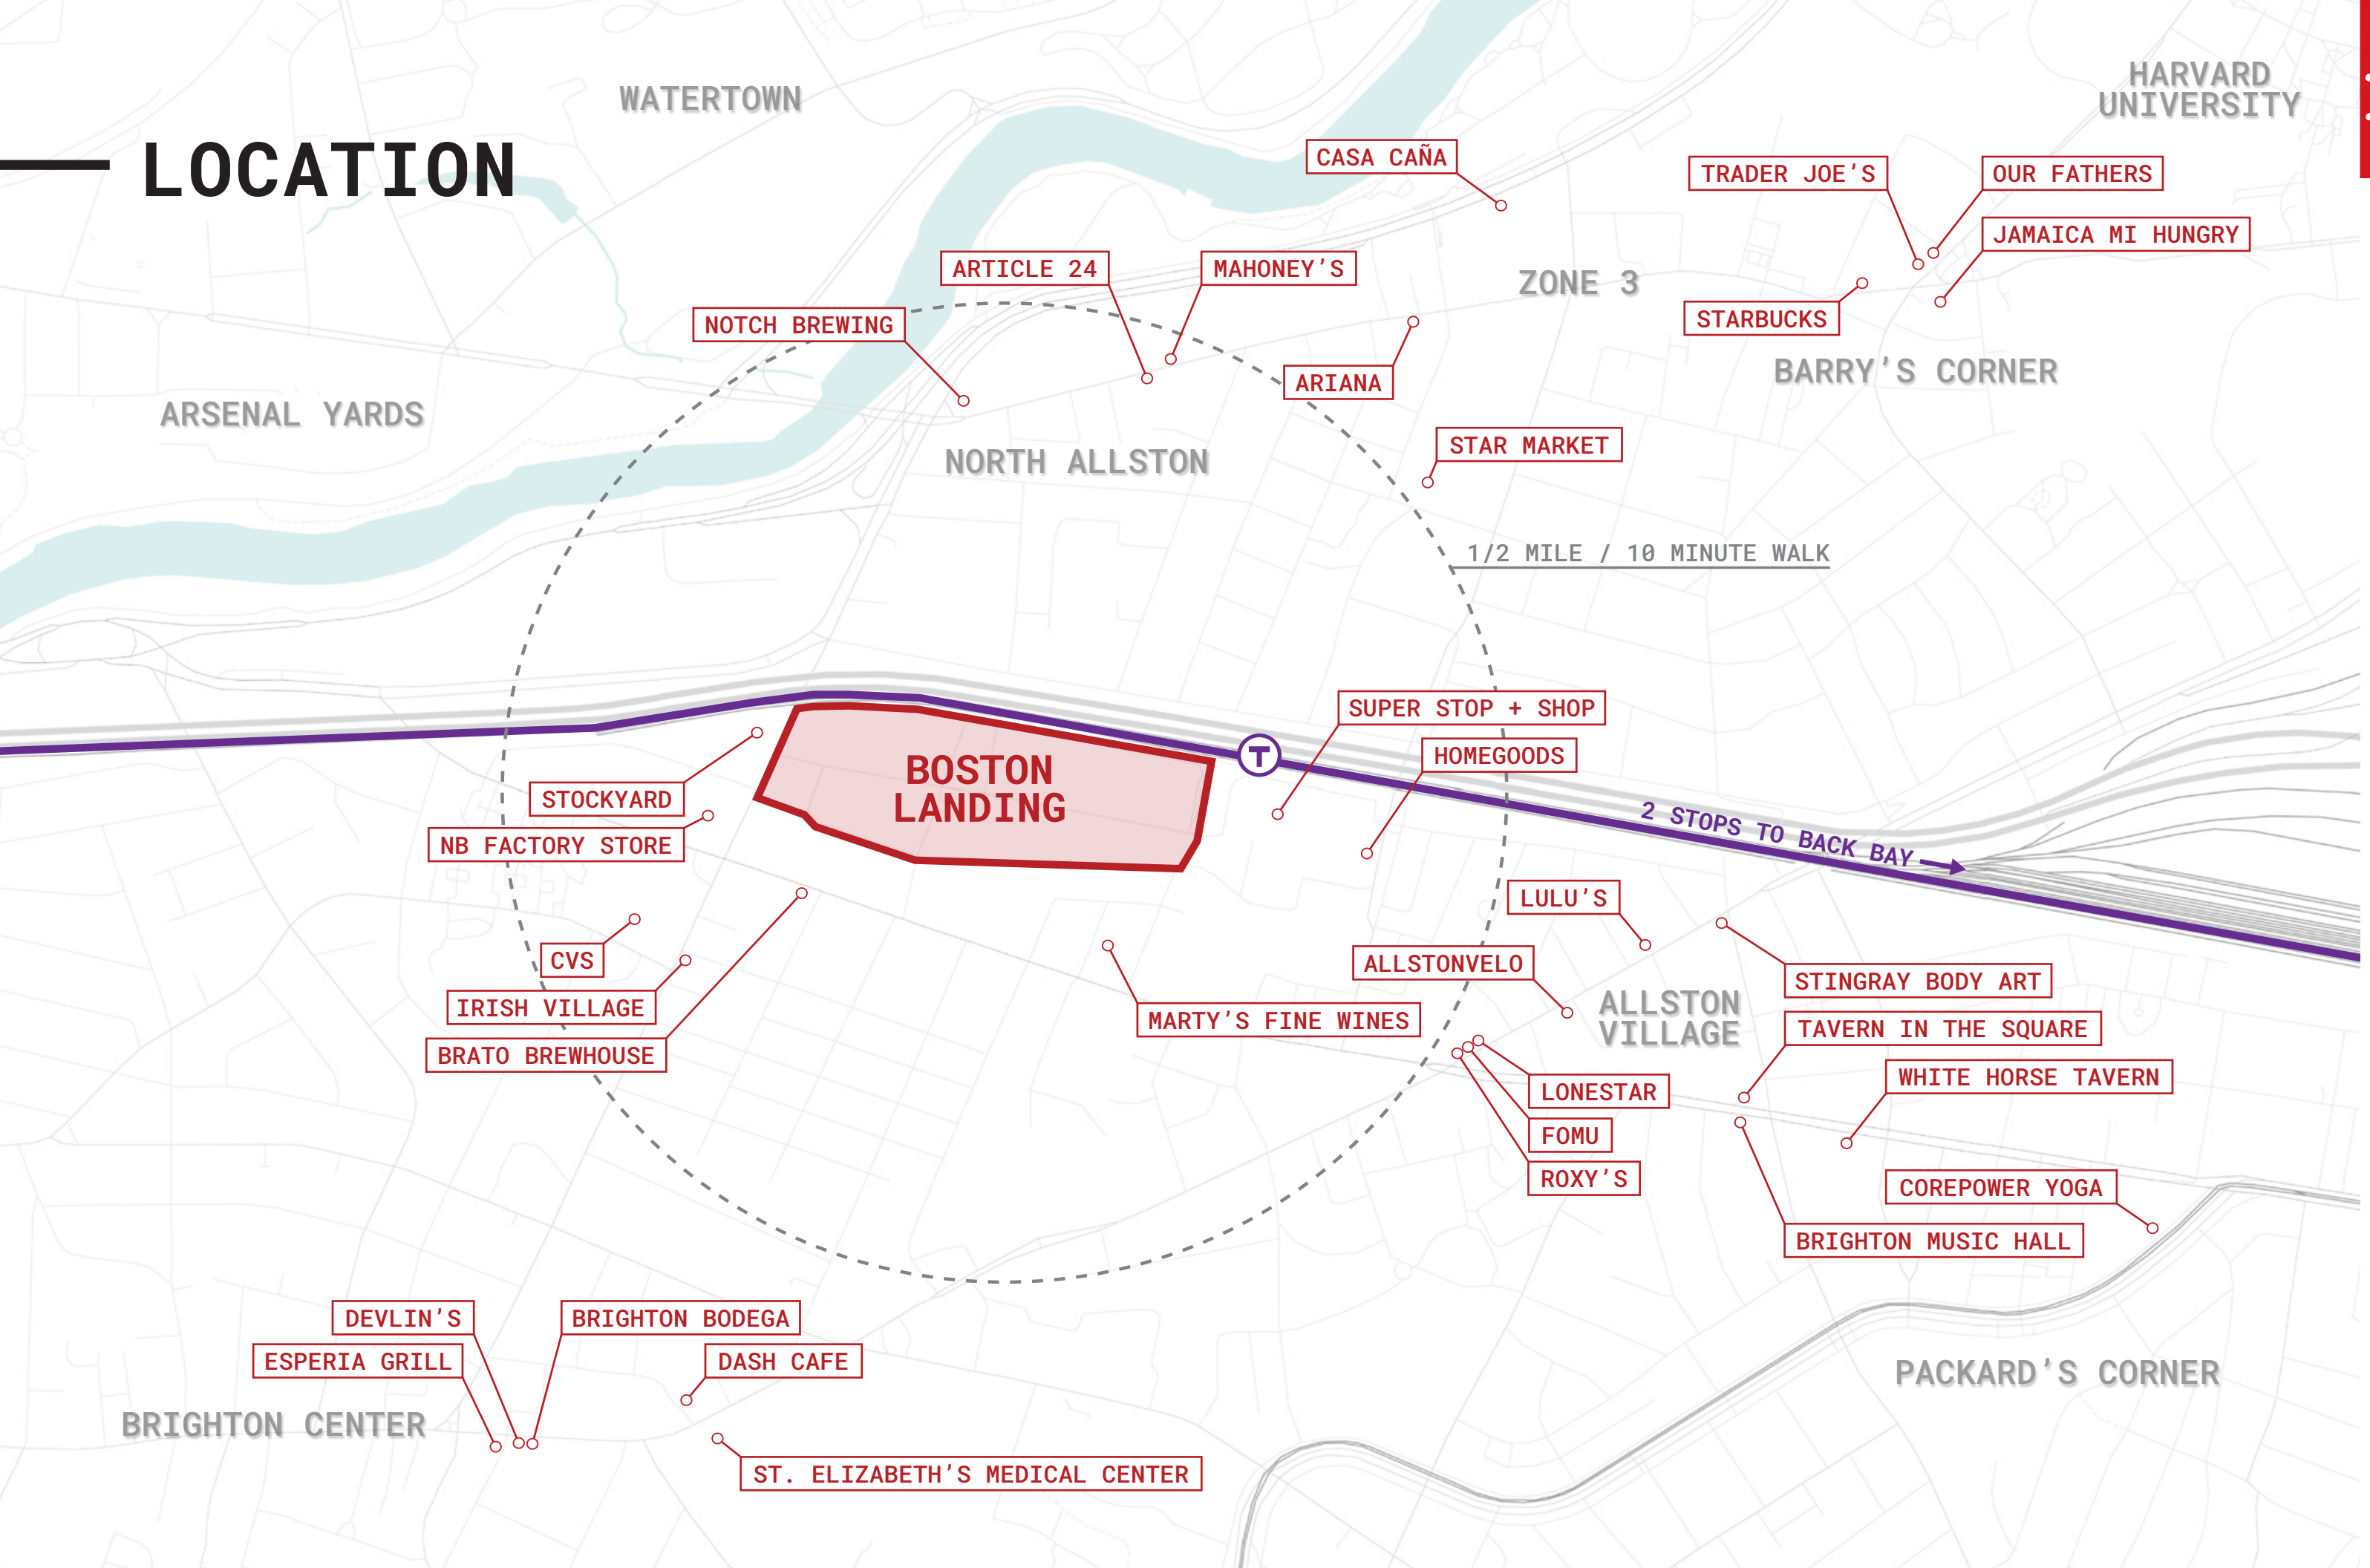 WATERTOWN
HARVARD
UNIVERSITY
LOCATION
CASA CAÑA
TRADER JOE’S
OUR FATHERS
JAMAICA MI HUNGRY
ARTICLE 24
MAHONEY’S
ZONE 3
NOTCH BREWING
STARBUCKS
ARIANA
BARRY’S CORNER
ARSENAL YARDS
NORTH ALLSTON
STAR MARKET
1/2 MILE / 10 MINUTE WALK
SUPER STOP + SHOP
HOMEGOODS
T
BOSTON
LANDING
STOCKYARD
NB FACTORY STORE
2 STOPS TO BACK BAY
LULU’S
CVS
ALLSTONVELO
STINGRAY BODY ART
IRISH VILLAGE
MARTY’S FINE WINES
ALLSTON
VILLAGE
TAVERN IN THE SQUARE
BRATO BREWHOUSE
WHITE HORSE TAVERN
LONESTAR
FOMU
ROXY’S
COREPOWER YOGA
BRIGHTON MUSIC HALL
DEVLIN’S
BRIGHTON BODEGA
ESPERIA GRILL
DASH CAFE
PACKARD’S CORNER
BRIGHTON CENTER
ST. ELIZABETH’S MEDICAL CENTER